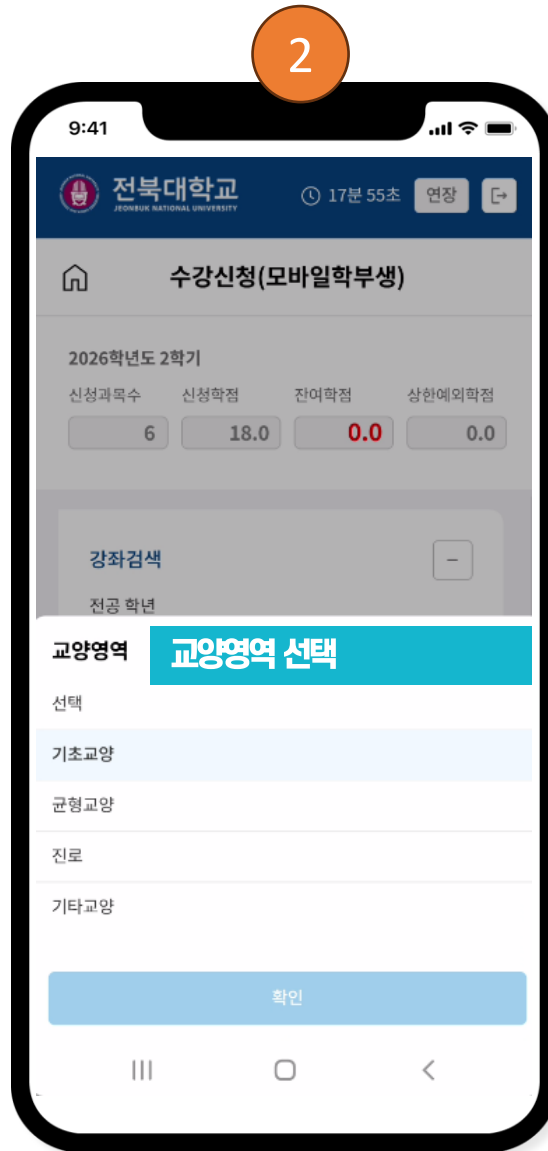 2
9:41
전북대학교 17분 55초 연장
JEONBUK NATIONAL UNIVERSITY
수강신청(모바일학부생)
2026학년도 2학기
신청과목수 신청학점 잔여학점 상한예외학점
6 18.0 0.0 0.0
강좌검색
전공 학년
교양영역 교양영역 선택
선택
기초교양
균형교양
진로
기타교양
확인